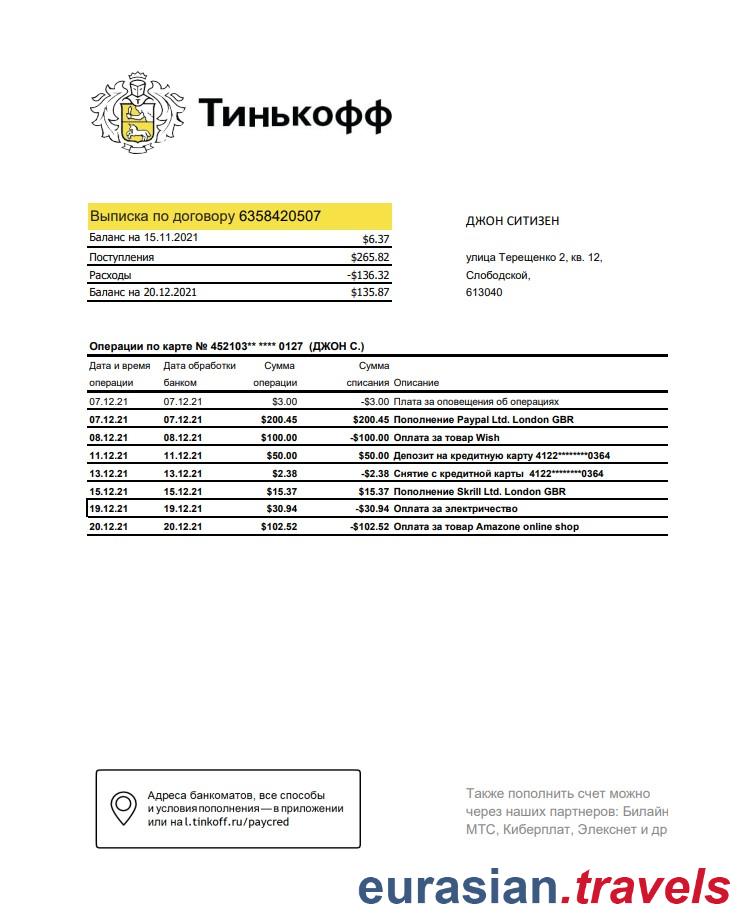 Тинькофф
Выписка по договору 6358420507
Баланс на 15.11.2021 $6.37
Поступления $265.82
Расходы -$136.32
Баланс на 20.12.2021 $135.87
ДЖОН СИТИЗЕН
улица Терещенко 2, кв. 12,
Слободской,
613040
Операции по карте № 452103** **** 0127 (ДЖОН С.)
Дата и время Дата обработки Сумма Сумма
операции банком операции списания Описание
07.12.21 07.12.21 $3.00 -$3.00 Плата за оповещения об операциях
07.12.21 07.12.21 $200.45 $200.45 Пополнение Paypal Ltd. London GBR
08.12.21 08.12.21 $100.00 -$100.00 Оплата за товар Wish
11.12.21 11.12.21 $50.00 $50.00 Депозит на кредитную карту 4122********0364
13.12.21 13.12.21 $2.38 -$2.38 Снятие с кредитной карты 4122********0364
15.12.21 15.12.21 $15.37 $15.37 Пополнение Skrill Ltd. London GBR
19.12.21 19.12.21 $30.94 -$30.94 Оплата за электричество
20.12.21 20.12.21 $102.52 -$102.52 Оплата за товар Amazone online shop
Адреса банкоматов, все способы
и условия пополнения — в приложении
или на l.tinkoff.ru/paycred
Также пополнить счет можно
через наших партнеров: Билайн
МТС, Киберплат, Элекснет и др
eurasian.travels